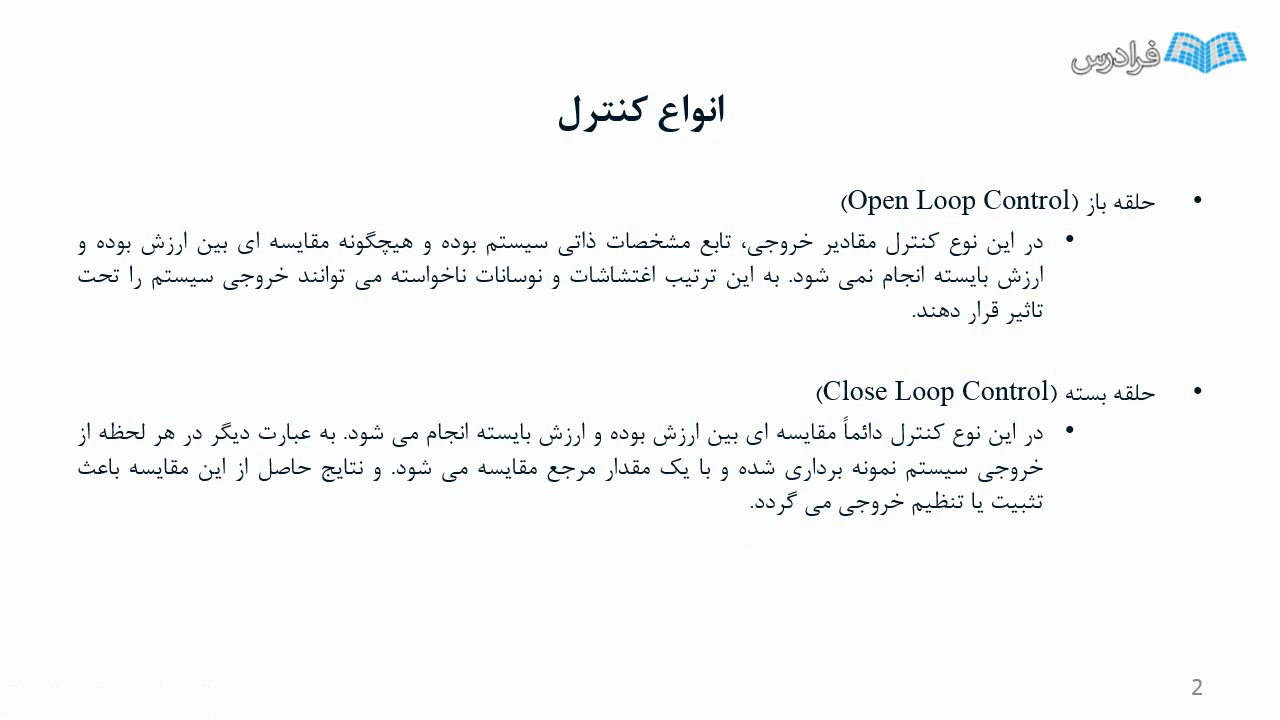 فرادرس
انواع کنترل
• حلقه باز (Open Loop Control)
• در این نوع کنترل مقادیر خروجی، تابع مشخصات ذاتی سیستم بوده و هیچگونه مقایسه ای بین ارزش بوده و
ارزش بایسته انجام نمی شود. به این ترتیب اغتشاشات و نوسانات ناخواسته می توانند خروجی سیستم را تحت
تاثیر قرار دهند.
• حلقه بسته (Close Loop Control)
• در این نوع کنترل دائماً مقایسه ای بین ارزش بوده و ارزش بایسته انجام می شود. به عبارت دیگر در هر لحظه از
خروجی سیستم نمونه برداری شده و با یک مقدار مرجع مقایسه می شود. و نتایج حاصل از این مقایسه باعث
تثبیت یا تنظیم خروجی می گردد.
2